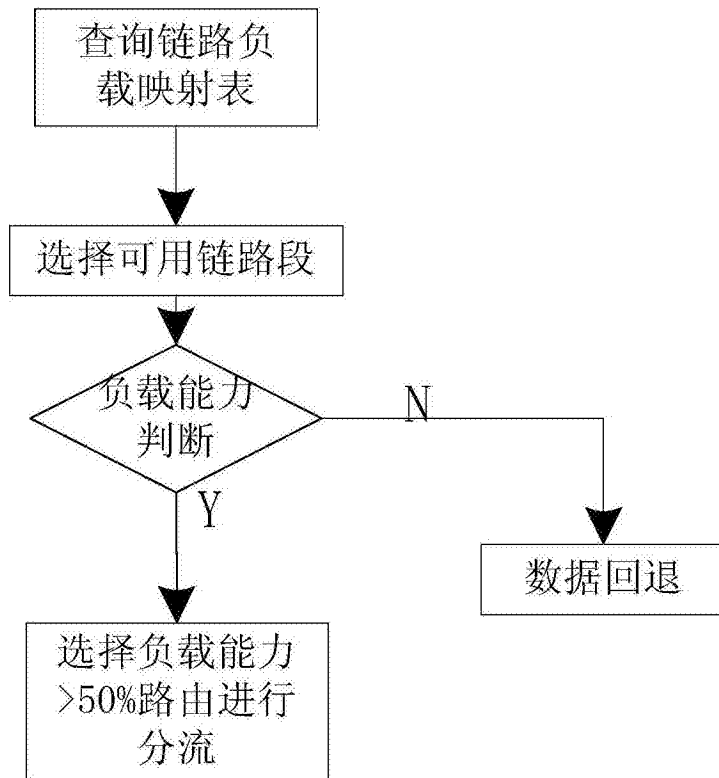 查询链路负
载映射表
选择可用链路段
负载能力
判断
N
Y
数据回退
选择负载能力
>50%路由进行
分流